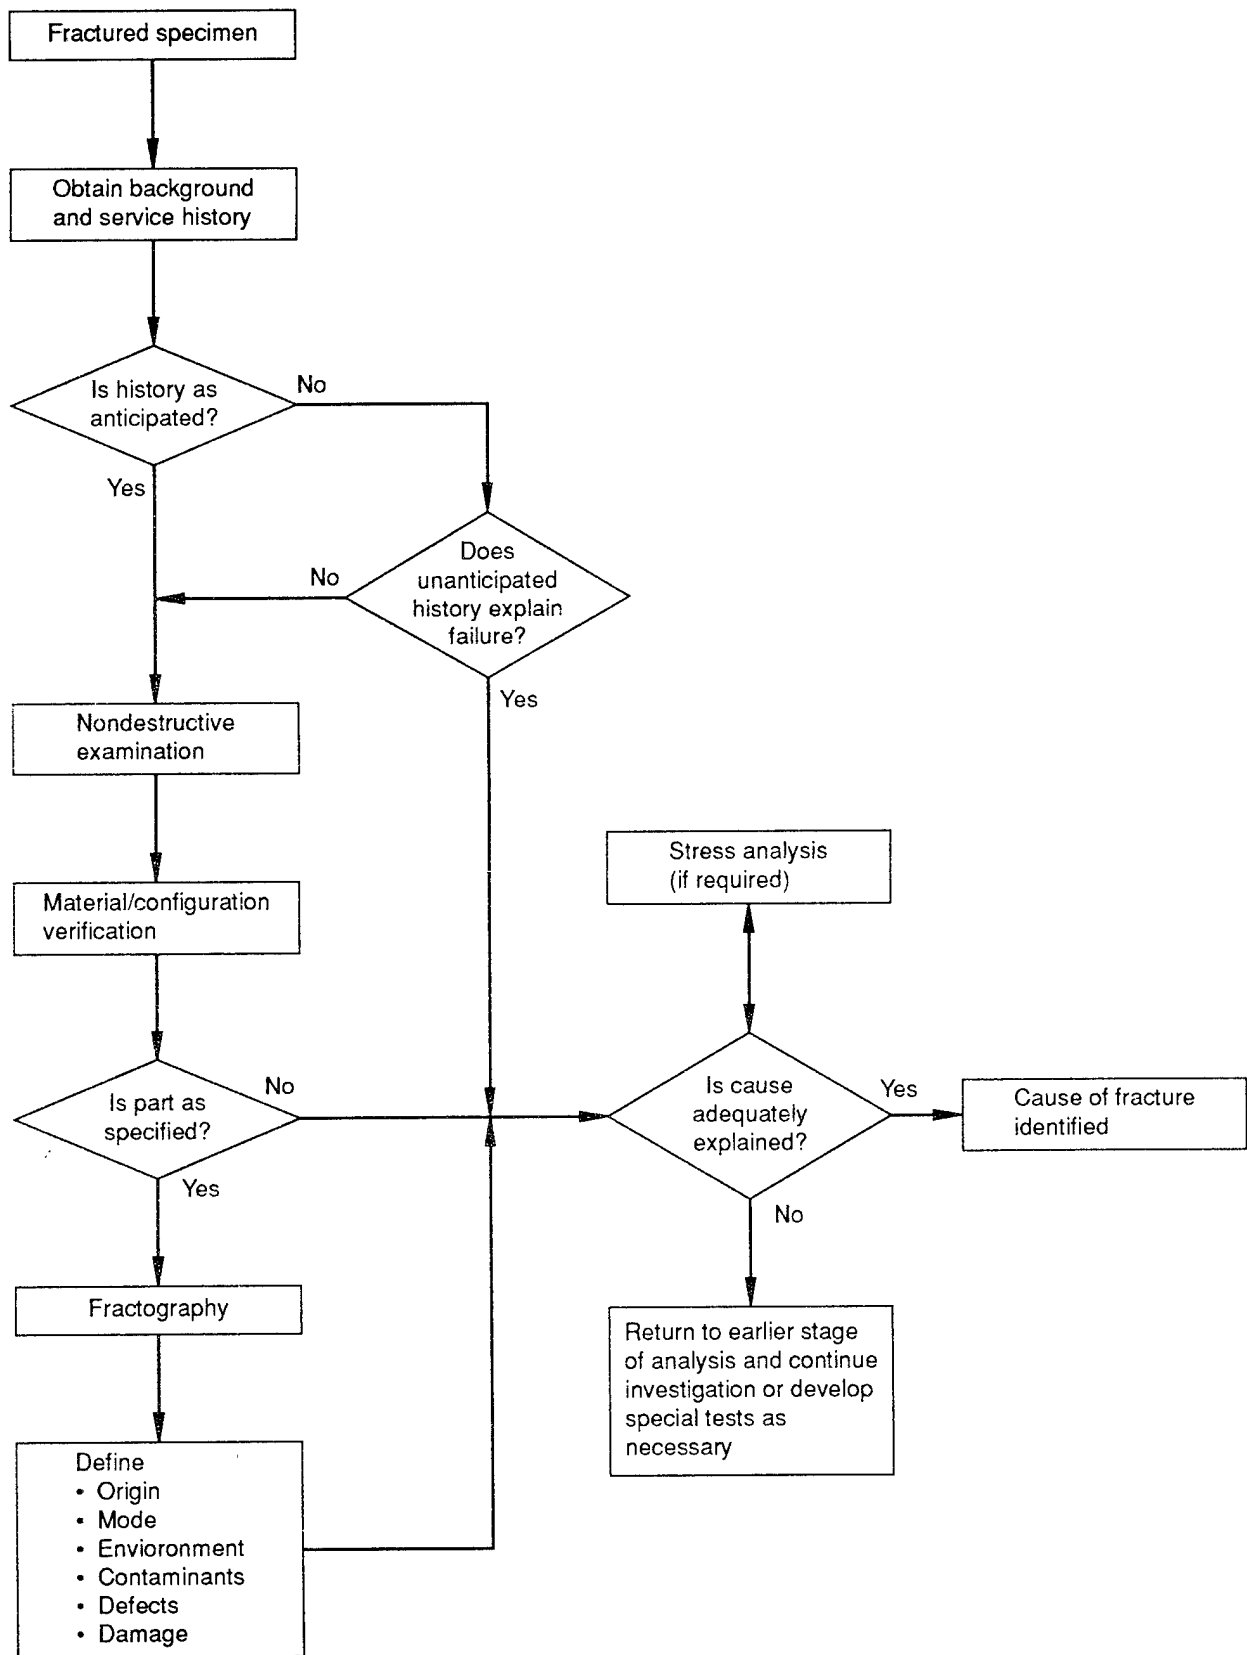 Fractured specimen
Obtain background
and service history
Is history as
anticipated?
No
Yes
Does
unanticipated
history explain
failure?
No
Yes
Nondestructive
examination
Material/configuration
verification
Stress analysis
(if required)
Is part as
specified?
No
Yes
Is cause
adequately
explained?
Yes
No
Cause of fracture
identified
Fractography
Return to earlier stage
of analysis and continue
investigation or develop
special tests as
necessary
Define
• Origin
• Mode
• Envioronment
• Contaminants
• Defects
• Damage